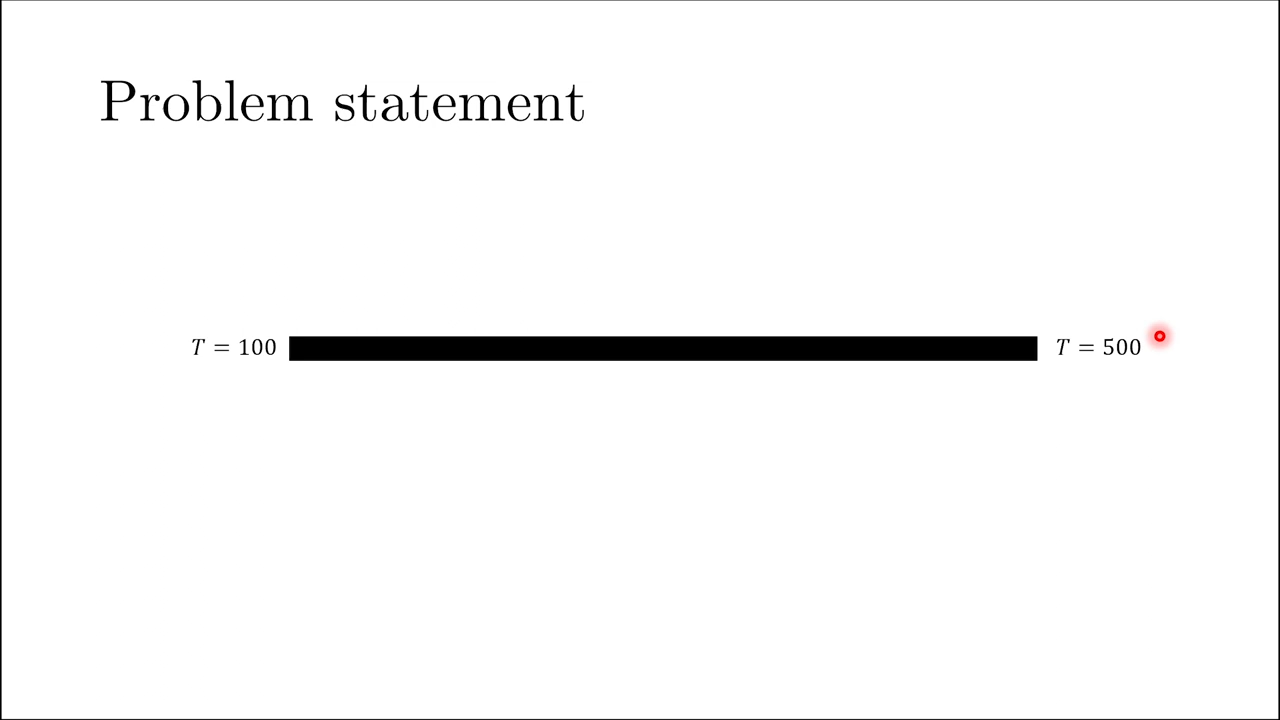 Problem statement
T = 100
T = 500